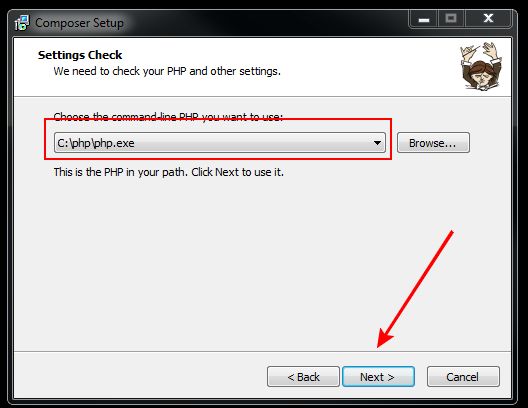 Composer Setup
Settings Check
We need to check your PHP and other settings.
Choose the command-line PHP you want to use:
C:\php\php.exe
Browse...
This is the PHP in your path. Click Next to use it.
< Back
Next >
Cancel